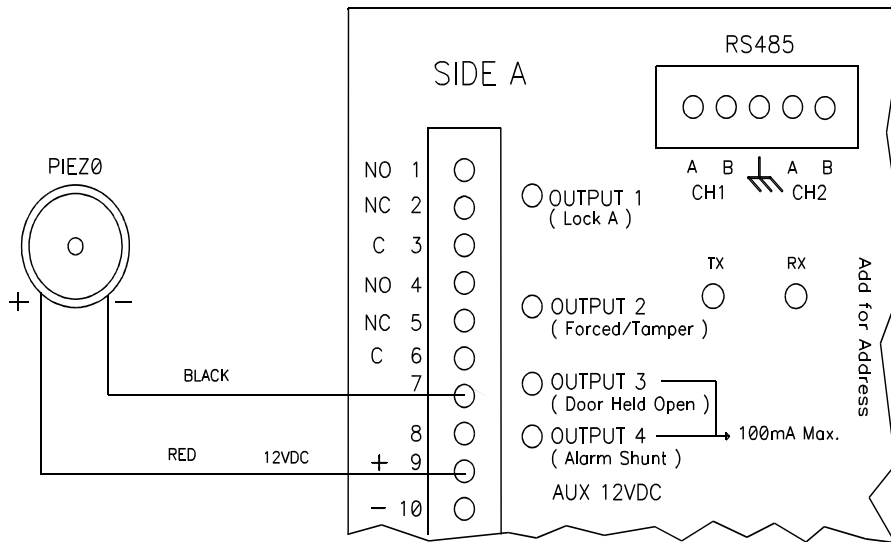 RS485
SIDE A
A B A B
CH1 CH2
PIEZO
+ -
NO 1
NC 2
C 3
NO 4
NC 5
C 6
7
8
+ 9
- 10
OUTPUT 1
( Lock A )
OUTPUT 2
( Forced/Tamper )
OUTPUT 3
( Door Held Open )
OUTPUT 4
( Alarm Shunt )
100mA Max.
AUX 12VDC
TX RX
Add for Address
BLACK
RED 12VDC